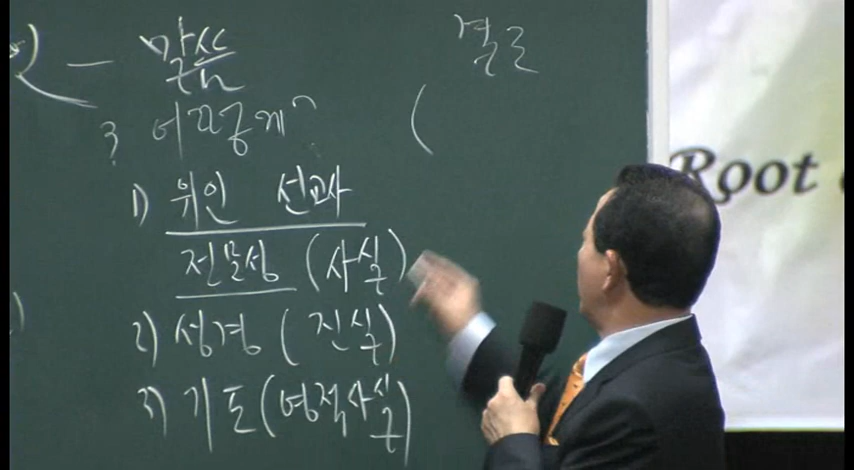 — 말씀
결론
3. 어떻게?
1) 위인 선교사
전문성 (사실)
2) 성경 (진실)
3) 기도 (영적사실)
Root